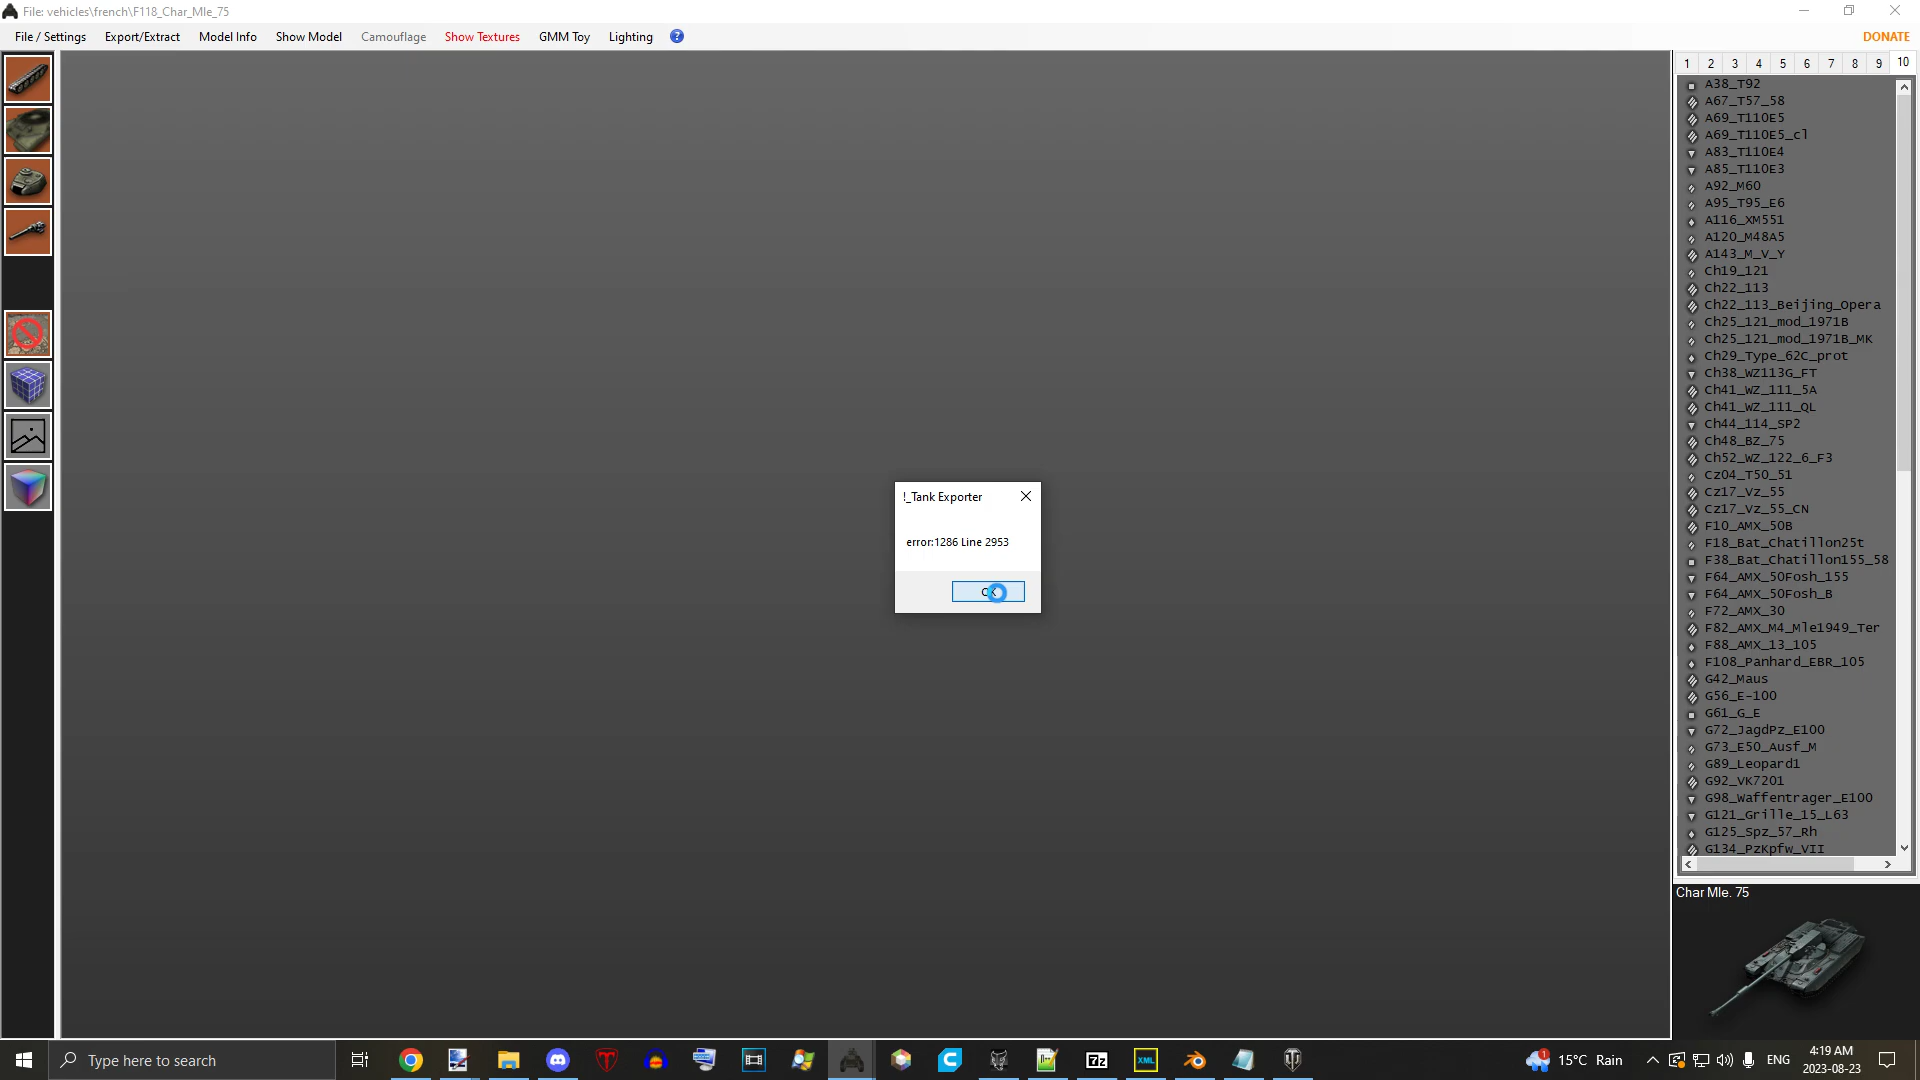 File: vehicles\french\F118_Char_Mle_75
File / Settings Export/Extract Model Info Show Model Camouflage Show Textures GMM Toy Lighting ? DONATE
1 2 3 4 5 6 7 8 9 10
A38_T92
A67_T57_58
A69_T110E5
A69_T110E5_cl
A83_T110E4
A85_T110E3
A92_M60
A95_T95_E6
A116_XM551
A120_M48A5
A143_M_V_Y
Ch19_121
Ch22_113
Ch22_113_Beijing_Opera
Ch25_121_mod_1971B
Ch25_121_mod_1971B_MK
Ch29_Type_62C_prot
Ch38_WZ113G_FT
Ch41_WZ_111_5A
Ch41_WZ_111_QL
Ch44_114_SP2
Ch48_BZ_75
Ch52_WZ_122_6_F3
Cz04_T50_51
Cz17_Vz_55
Cz17_Vz_55_CN
F10_AMX_50B
F18_Bat_Chatillon25t
F38_Bat_Chatillon155_58
F64_AMX_50Fosh_155
F64_AMX_50Fosh_B
F72_AMX_30
F82_AMX_M4_Mle1949_Ter
F88_AMX_13_105
F108_Panhard_EBR_105
G42_Maus
G56_E-100
G61_G_E
G72_JagdPz_E100
G73_E50_Ausf_M
G89_Leopard1
G92_VK7201
G98_Waffentrager_E100
G121_Grille_15_L63
G125_Spz_57_Rh
G134_PzKpfw_VII
!_Tank Exporter
error:1286 Line 2953
Char Mle. 75
Type here to search
7z
XML
1
15°C Rain
ENG
4:19 AM
2023-08-23